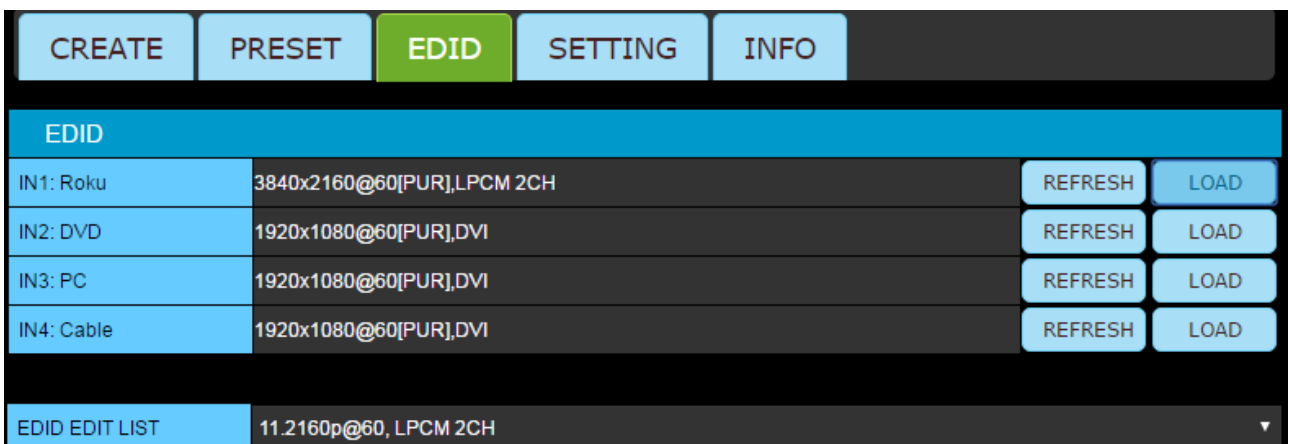 CREATE PRESET EDID SETTING INFO
EDID
IN1: Roku 3840x2160@60[PUR],LPCM 2CH REFRESH LOAD
IN2: DVD 1920x1080@60[PUR],DVI REFRESH LOAD
IN3: PC 1920x1080@60[PUR],DVI REFRESH LOAD
IN4: Cable 1920x1080@60[PUR],DVI REFRESH LOAD
EDID EDIT LIST 11.2160p@60, LPCM 2CH